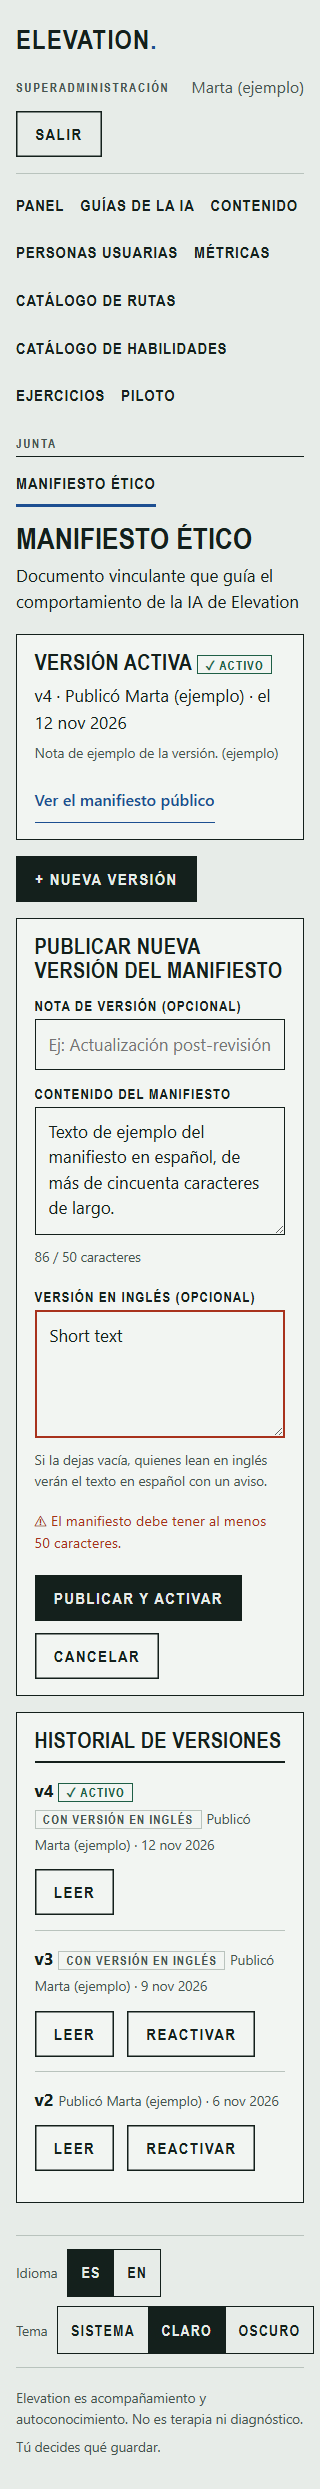 ELEVATION.
SUPERADMINISTRACIÓN Marta (ejemplo)
SALIR
PANEL GUÍAS DE LA IA CONTENIDO
PERSONAS USUARIAS MÉTRICAS
CATÁLOGO DE RUTAS
CATÁLOGO DE HABILIDADES
EJERCICIOS PILOTO
JUNTA
MANIFIESTO ÉTICO
MANIFIESTO ÉTICO
Documento vinculante que guía el
comportamiento de la IA de Elevation
VERSIÓN ACTIVA ✓ ACTIVO
v4 · Publicó Marta (ejemplo) · el
12 nov 2026
Nota de ejemplo de la versión. (ejemplo)
Ver el manifiesto público
+ NUEVA VERSIÓN
PUBLICAR NUEVA
VERSIÓN DEL MANIFIESTO
NOTA DE VERSIÓN (OPCIONAL)
Ej: Actualización post-revisión
CONTENIDO DEL MANIFIESTO
Texto de ejemplo del
manifiesto en español, de
más de cincuenta caracteres
de largo.
86 / 50 caracteres
VERSIÓN EN INGLÉS (OPCIONAL)
Short text
Si la dejas vacía, quienes lean en inglés
verán el texto en español con un aviso.
⚠ El manifiesto debe tener al menos
50 caracteres.
PUBLICAR Y ACTIVAR
CANCELAR
HISTORIAL DE VERSIONES
v4 ✓ ACTIVO
CON VERSIÓN EN INGLÉS Publicó
Marta (ejemplo) · 12 nov 2026
LEER
v3 CON VERSIÓN EN INGLÉS Publicó
Marta (ejemplo) · 9 nov 2026
LEER REACTIVAR
v2 Publicó Marta (ejemplo) · 6 nov 2026
LEER REACTIVAR
Idioma ES EN
Tema SISTEMA CLARO OSCURO
Elevation es acompañamiento y
autoconocimiento. No es terapia ni diagnóstico.
Tú decides qué guardar.